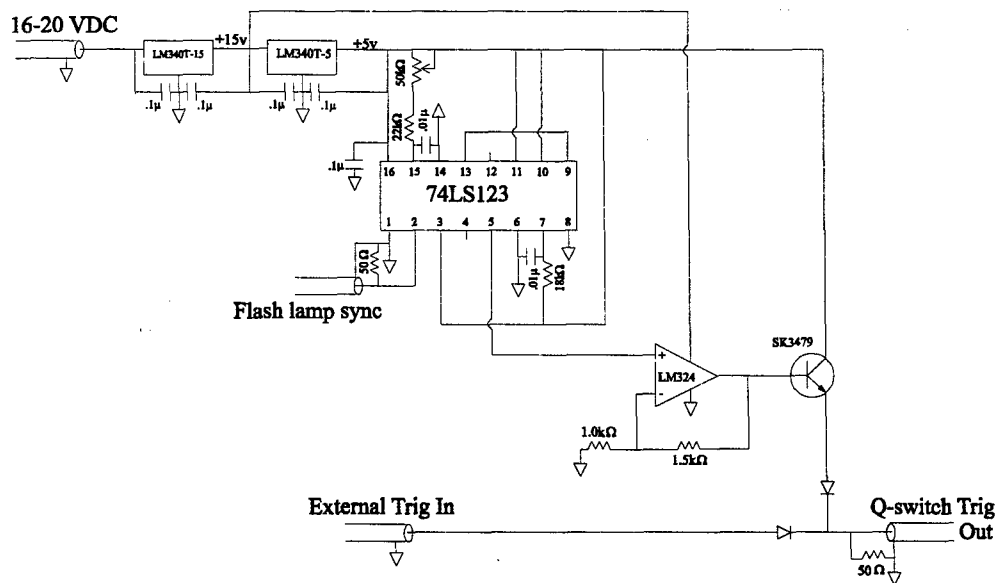 16-20 VDC
LM340T-15
+15v
LM340T-5
+5v
.1μ
.1μ
.1μ
.1μ
50kΩ
22kΩ
.01μ
.1μ
16 15 14 13 12 11 10 9
74LS123
1 2 3 4 5 6 7 8
50Ω
.01μ
18kΩ
Flash lamp sync
SK3479
+
LM324
-
1.0kΩ
1.5kΩ
External Trig In
Q-switch Trig
Out
50Ω